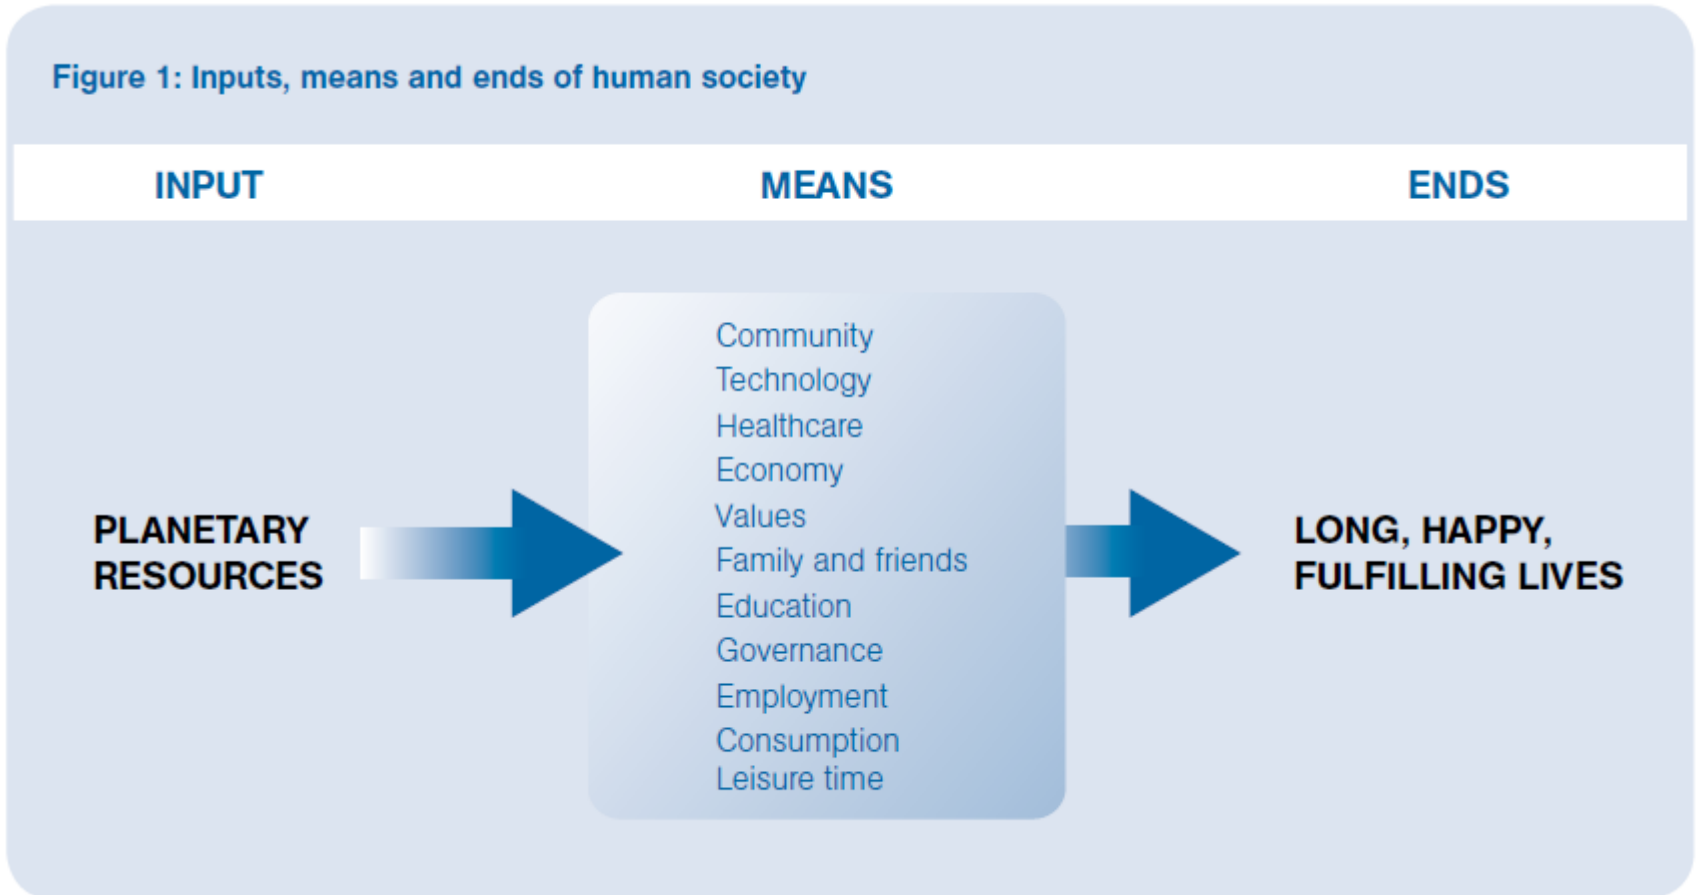 Figure 1: Inputs, means and ends of human society
INPUT
MEANS
ENDS
PLANETARY
RESOURCES
Community
Technology
Healthcare
Economy
Values
Family and friends
Education
Governance
Employment
Consumption
Leisure time
LONG, HAPPY,
FULFILLING LIVES